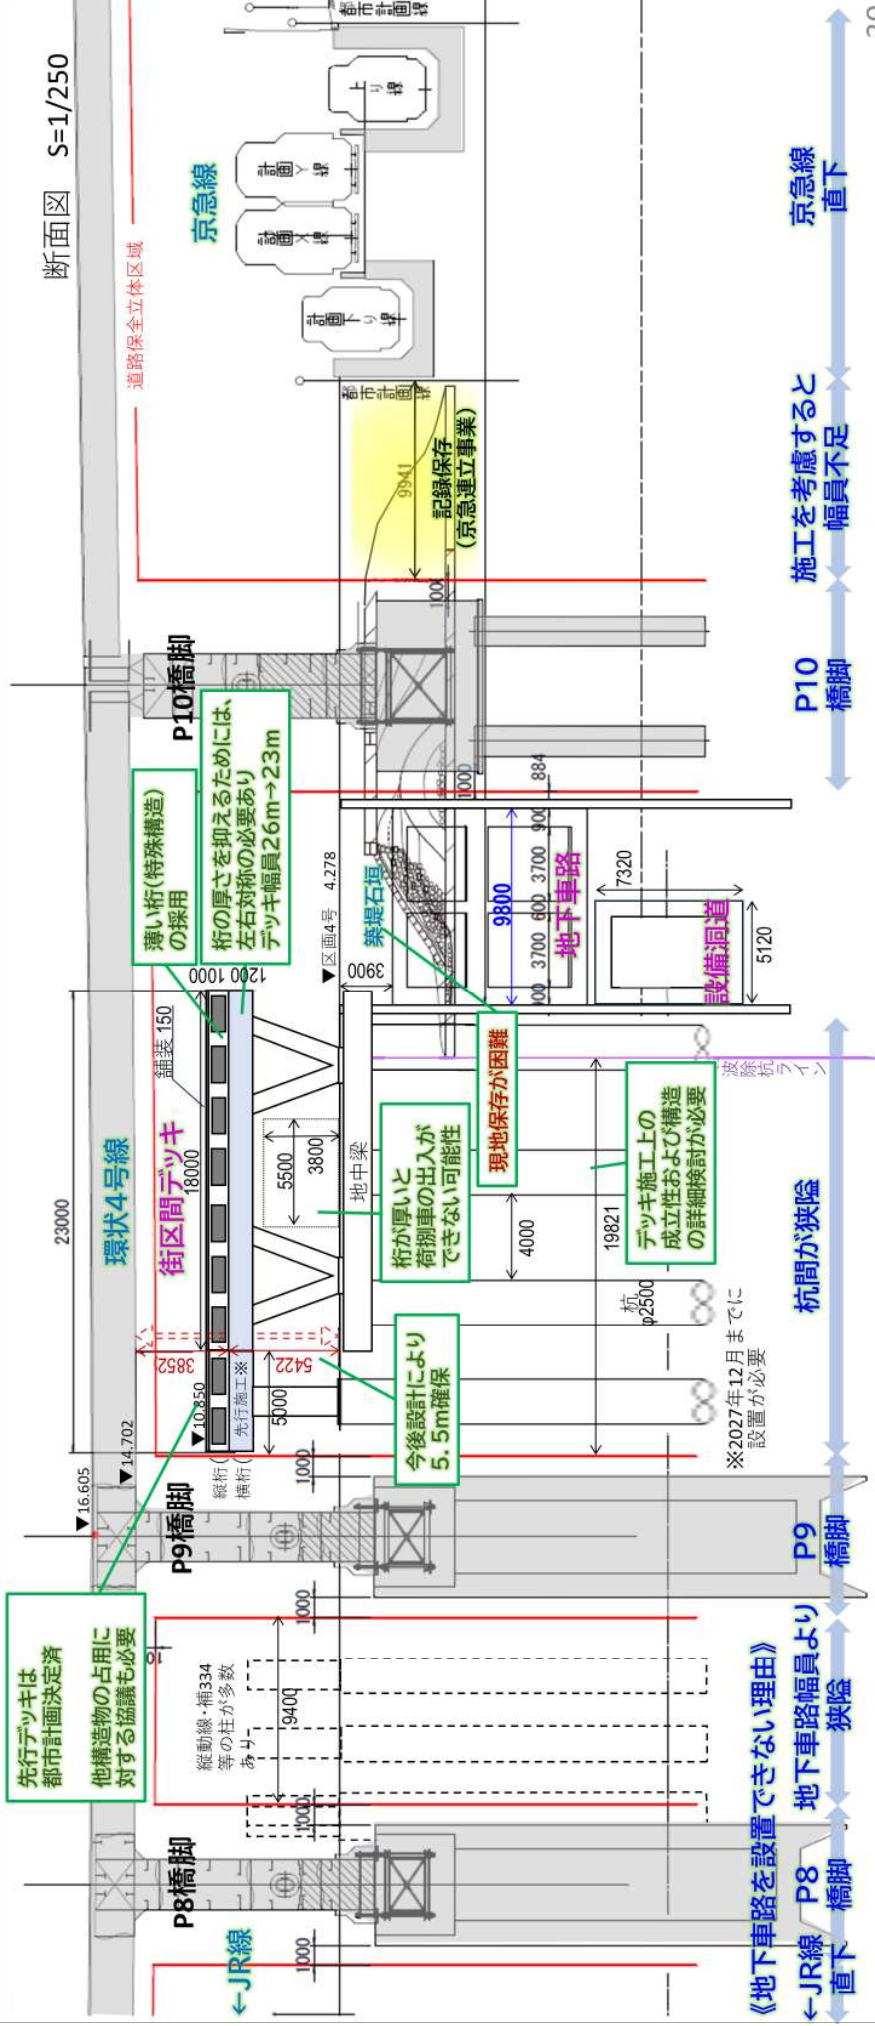 断面図　S=1/250
道路保全立体区域
環状4号線
街区間デッキ
京急線
←JR線
P8橋脚
P9橋脚
P10橋脚
先行デッキは
都市計画決定済
他構造物の占用に
対する協議も必要
薄い桁(特殊構造)
の採用
桁の厚さを抑えるためには、
左右対称の必要あり
デッキ幅員26m→23m
▼16.605
▼14.702
▼10.850
23000
18000
舗装 150
1000
1200
3852
5422
5000
縦桁(
横桁(
先行施工※
5500
3800
地中梁
▼区画4号　4.278
3900
築堤石垣
現地保存が困難
桁が厚いと
荷捌車の出入が
できない可能性
今後設計により
5.5m確保
デッキ施工上の
成立性および構造
の詳細検討が必要
4000
19821
杭
φ2500
※2027年12月までに
設置が必要
波除杭ライン
9800
3700
600
3700
900
884
地下車路
設備洞道
7320
5120
1000
1000
1000
1000
1000
1000
9400
縦動線・補334
等の柱が多数
あり
9941
記録保存
(京急連立事業)
都市計画線
都市計画線
計画下り線
計画X線
計画Y線
上り線
《地下車路を設置できない理由》
←JR線
直下
P8
橋脚
地下車路幅員より
狭隘
P9
橋脚
杭間が狭隘
P10
橋脚
施工を考慮すると
幅員不足
京急線
直下